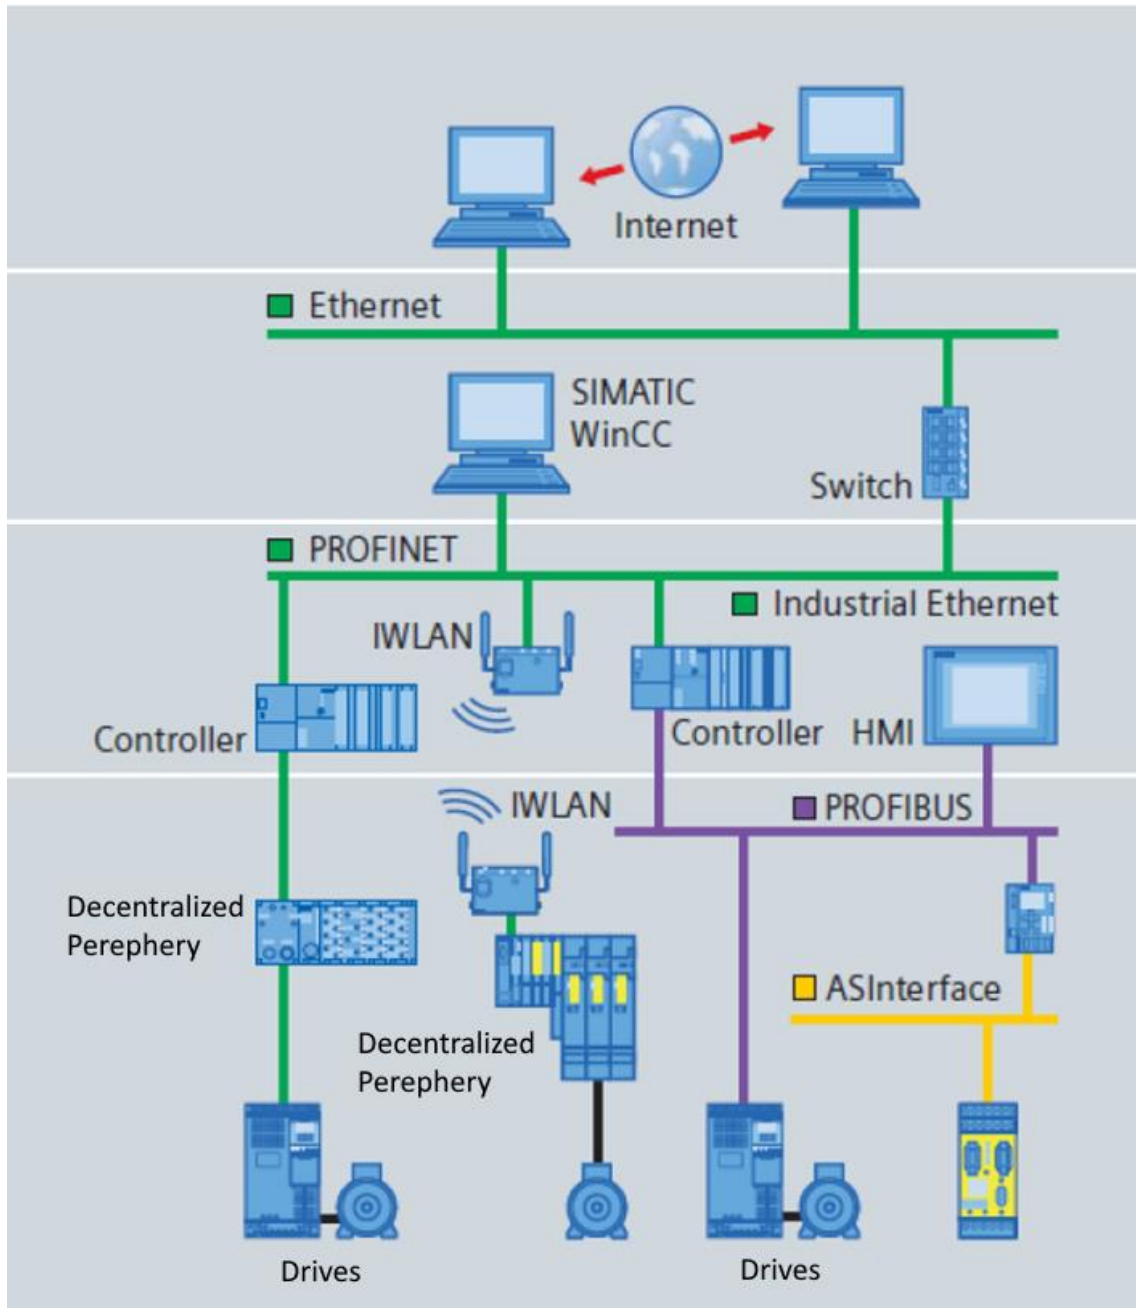 Internet
Ethernet
SIMATIC
WinCC
Switch
PROFINET
Industrial Ethernet
IWLAN
Controller
Controller
HMI
IWLAN
PROFIBUS
Decentralized
Perephery
ASInterface
Decentralized
Perephery
Drives
Drives